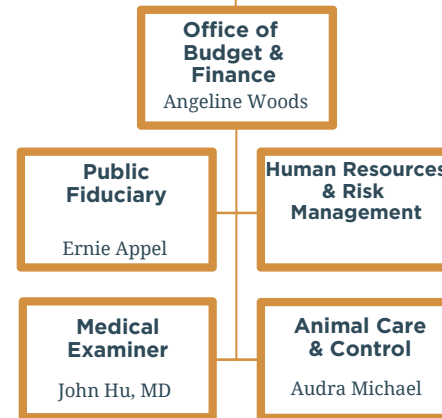 Office of
Budget &
Finance
Angeline Woods
Public
Fiduciary
Ernie Appel
Human Resources
& Risk
Management
Medical
Examiner
John Hu, MD
Animal Care
& Control
Audra Michael